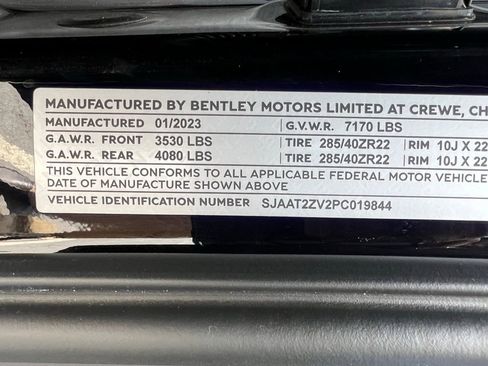 MANUFACTURED BY BENTLEY MOTORS LIMITED AT CREWE, CH
MANUFACTURED 01/2023 G.V.W.R. 7170 LBS
G.A.W.R. FRONT 3530 LBS TIRE 285/40ZR22 RIM 10J X 22
G.A.W.R. REAR 4080 LBS TIRE 285/40ZR22 RIM 10J X 22
THIS VEHICLE CONFORMS TO ALL APPLICABLE FEDERAL MOTOR VEHICL
DATE OF MANUFACTURE SHOWN ABOVE
VEHICLE IDENTIFICATION NUMBER SJAAT2ZV2PC019844